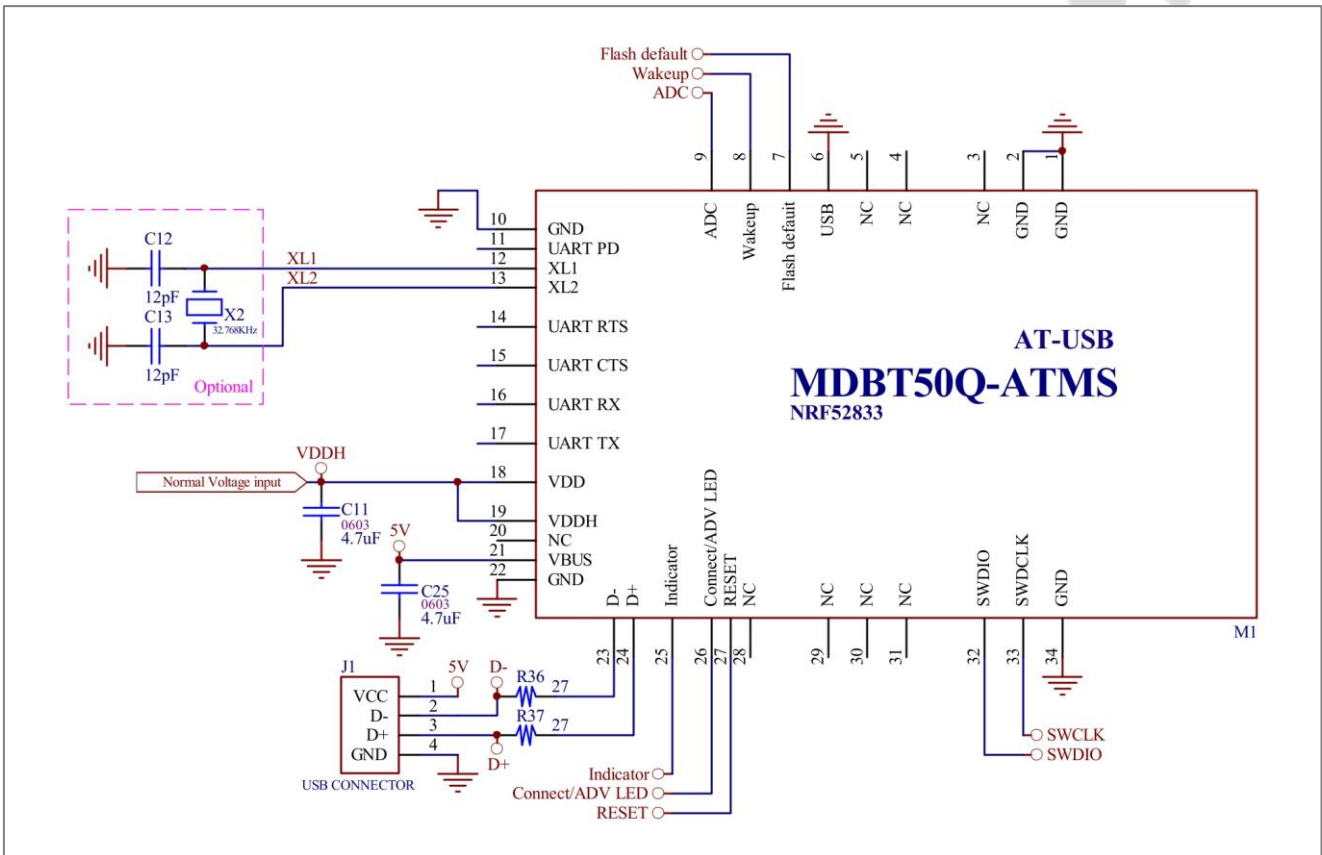 Flash default
Wakeup
ADC
9
8
7
6
5
4
3
2
1
ADC
Wakeup
Flash defauit
USB
NC
NC
NC
GND
GND
10 GND
11 UART PD
12 XL1
13 XL2
14 UART RTS
15 UART CTS
16 UART RX
17 UART TX
18 VDD
19 VDDH
20 NC
21 VBUS
22 GND
C12
12pF
C13
12pF
X2
32.768KHz
Optional
XL1
XL2
AT-USB
MDBT50Q-ATMS
NRF52833
VDDH
Normal Voltage input
C11
0603
4.7uF
5V
C25
0603
4.7uF
D-
D+
Indicator
Connect/ADV LED
RESET
NC
NC
NC
NC
SWDIO
SWDCLK
GND
M1
23
24
25
26
27
28
29
30
31
32
33
34
J1
VCC 1
D- 2
D+ 3
GND 4
USB CONNECTOR
5V
D-
R36 27
R37 27
D+
Indicator
Connect/ADV LED
RESET
SWCLK
SWDIO